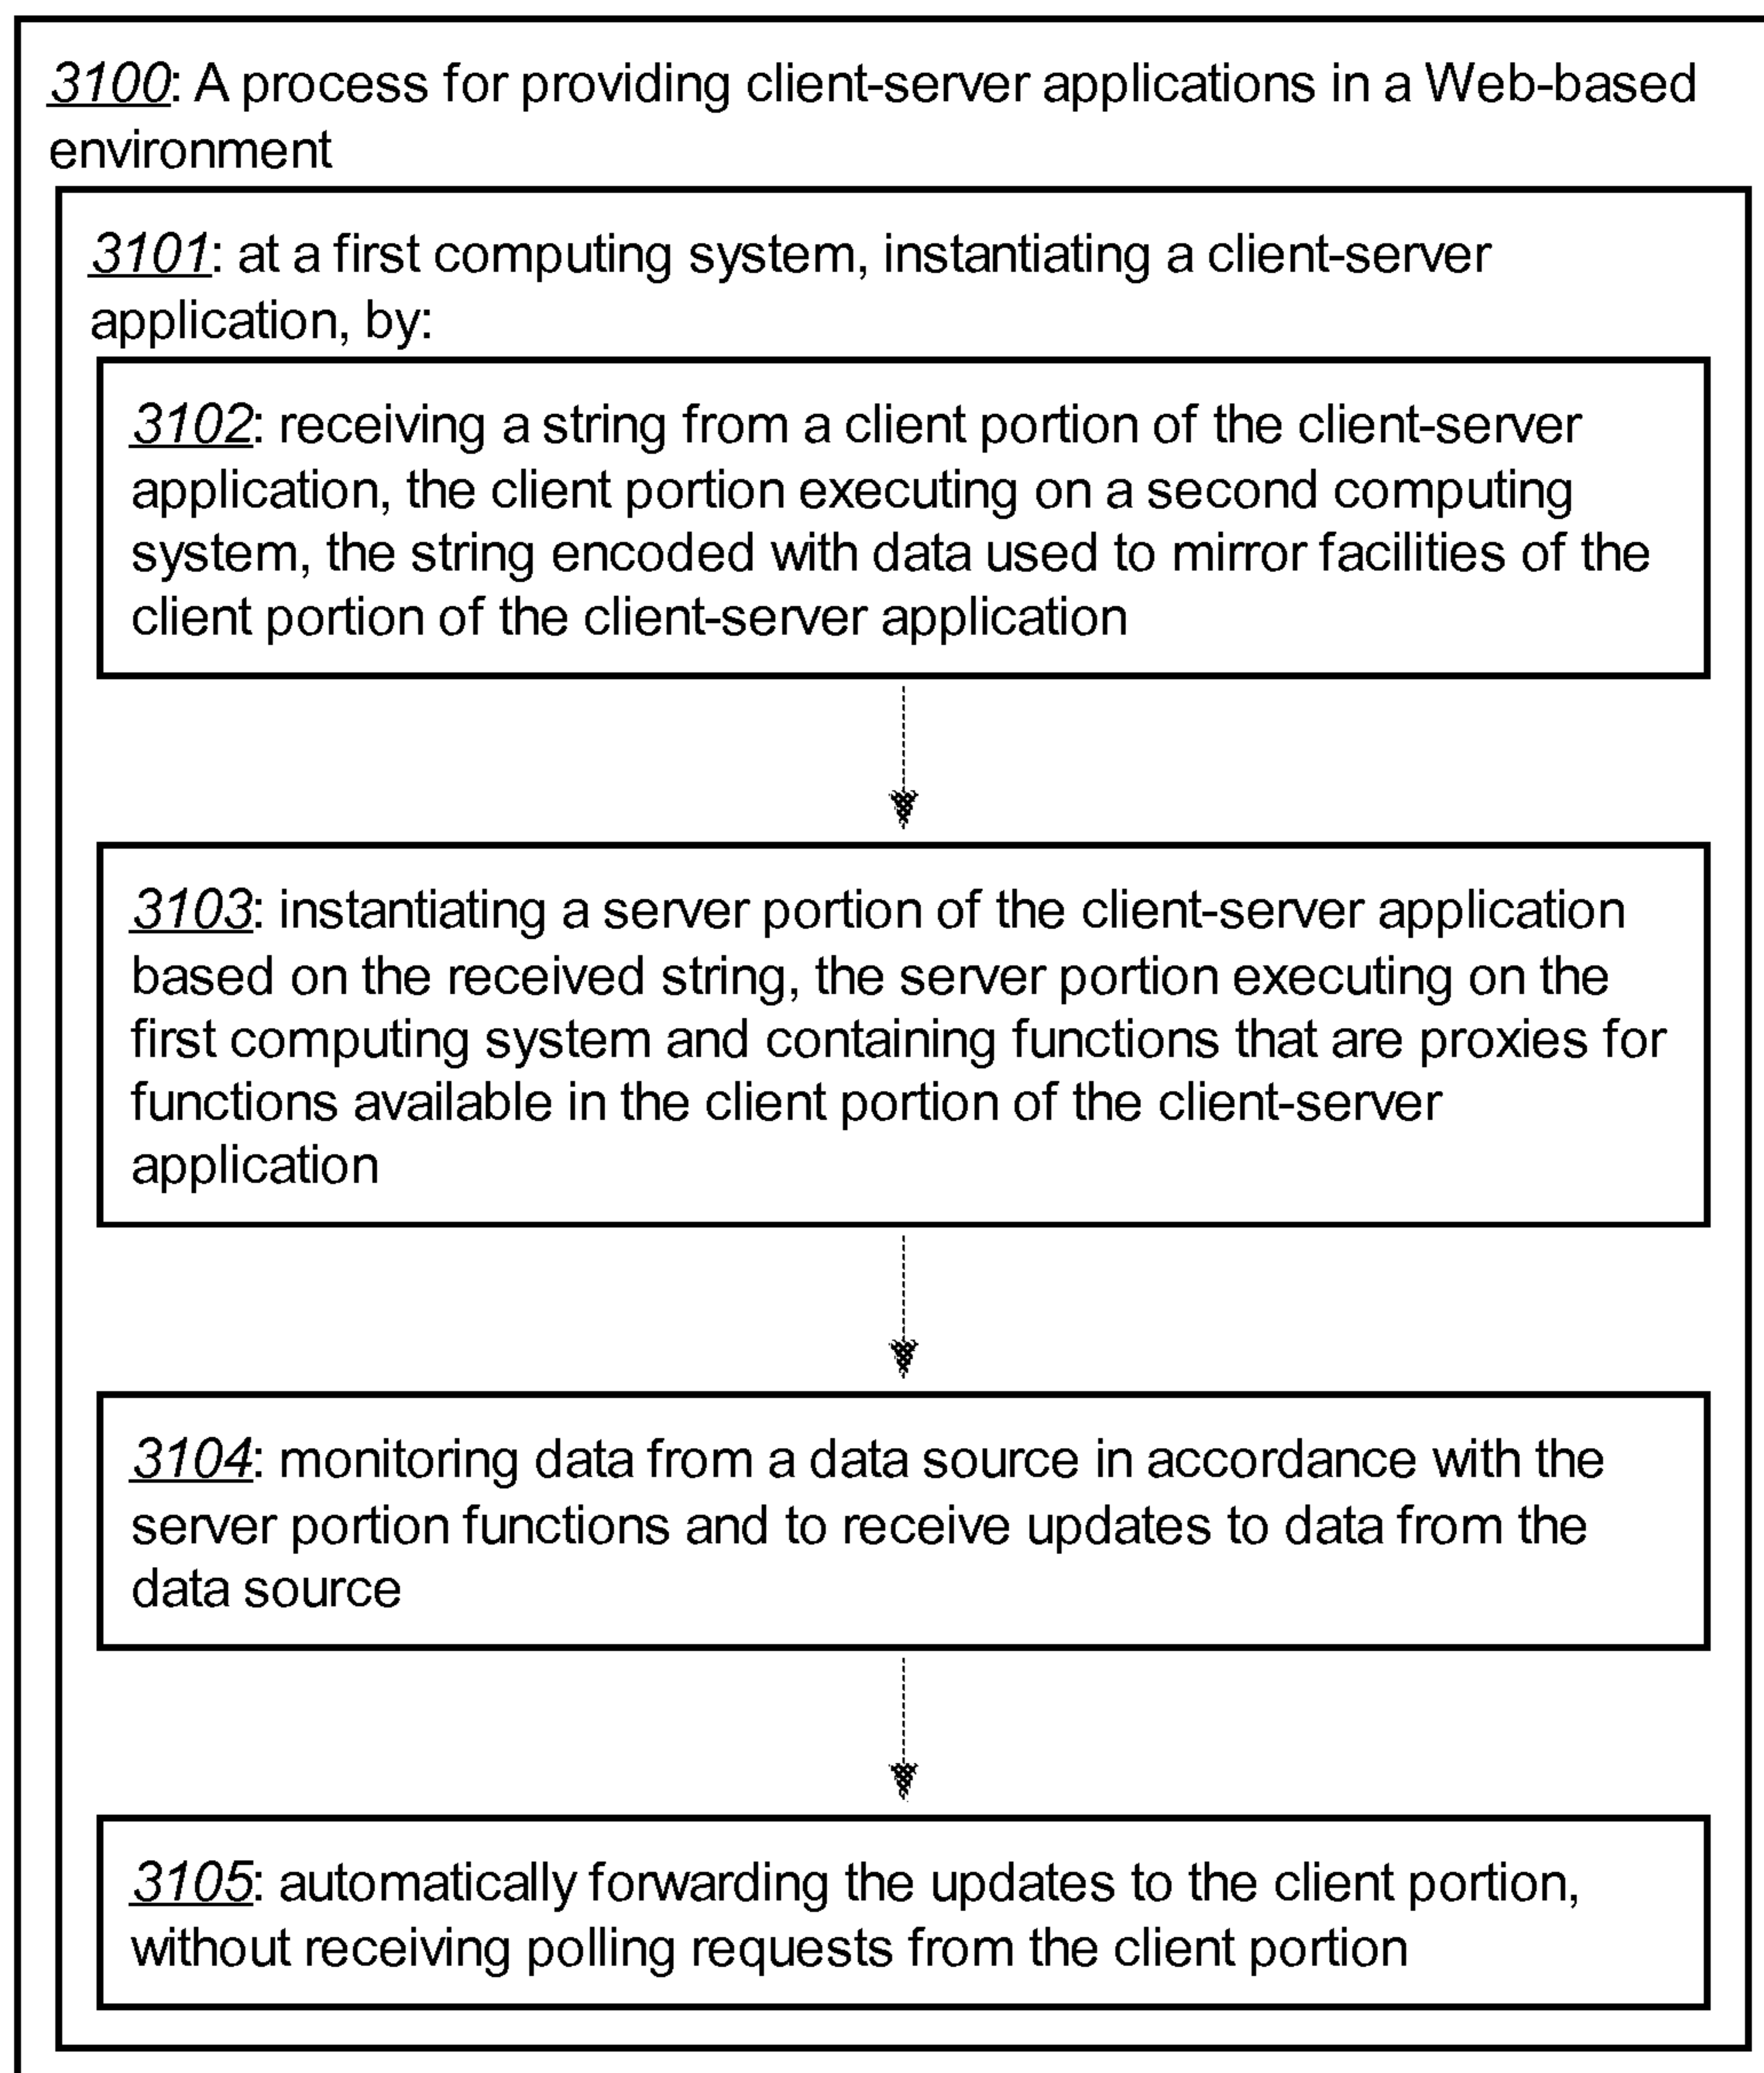 3100: A process for providing client-server applications in a Web-based
environment
3101: at a first computing system, instantiating a client-server
application, by:
3102: receiving a string from a client portion of the client-server
application, the client portion executing on a second computing
system, the string encoded with data used to mirror facilities of the
client portion of the client-server application
3103: instantiating a server portion of the client-server application
based on the received string, the server portion executing on the
first computing system and containing functions that are proxies for
functions available in the client portion of the client-server
application
3104: monitoring data from a data source in accordance with the
server portion functions and to receive updates to data from the
data source
3105: automatically forwarding the updates to the client portion,
without receiving polling requests from the client portion